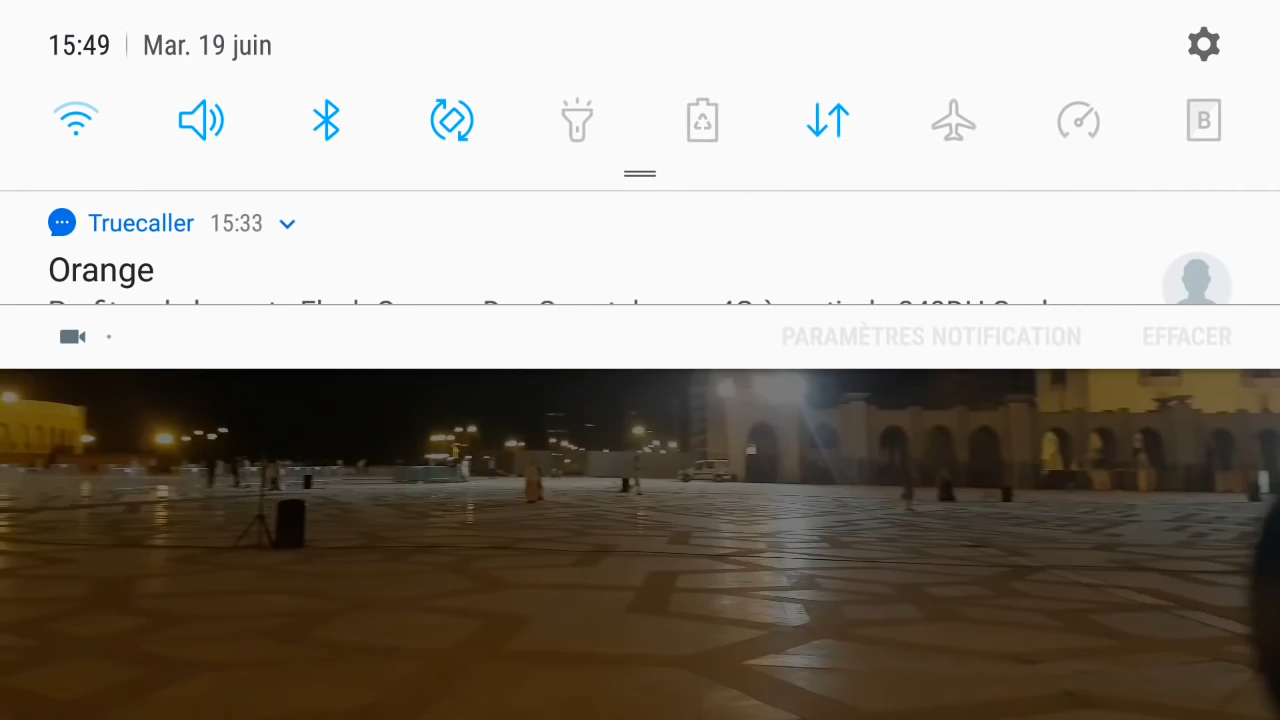 15:49 Mar. 19 juin
B
Truecaller 15:33
Orange
PARAMÈTRES NOTIFICATION EFFACER